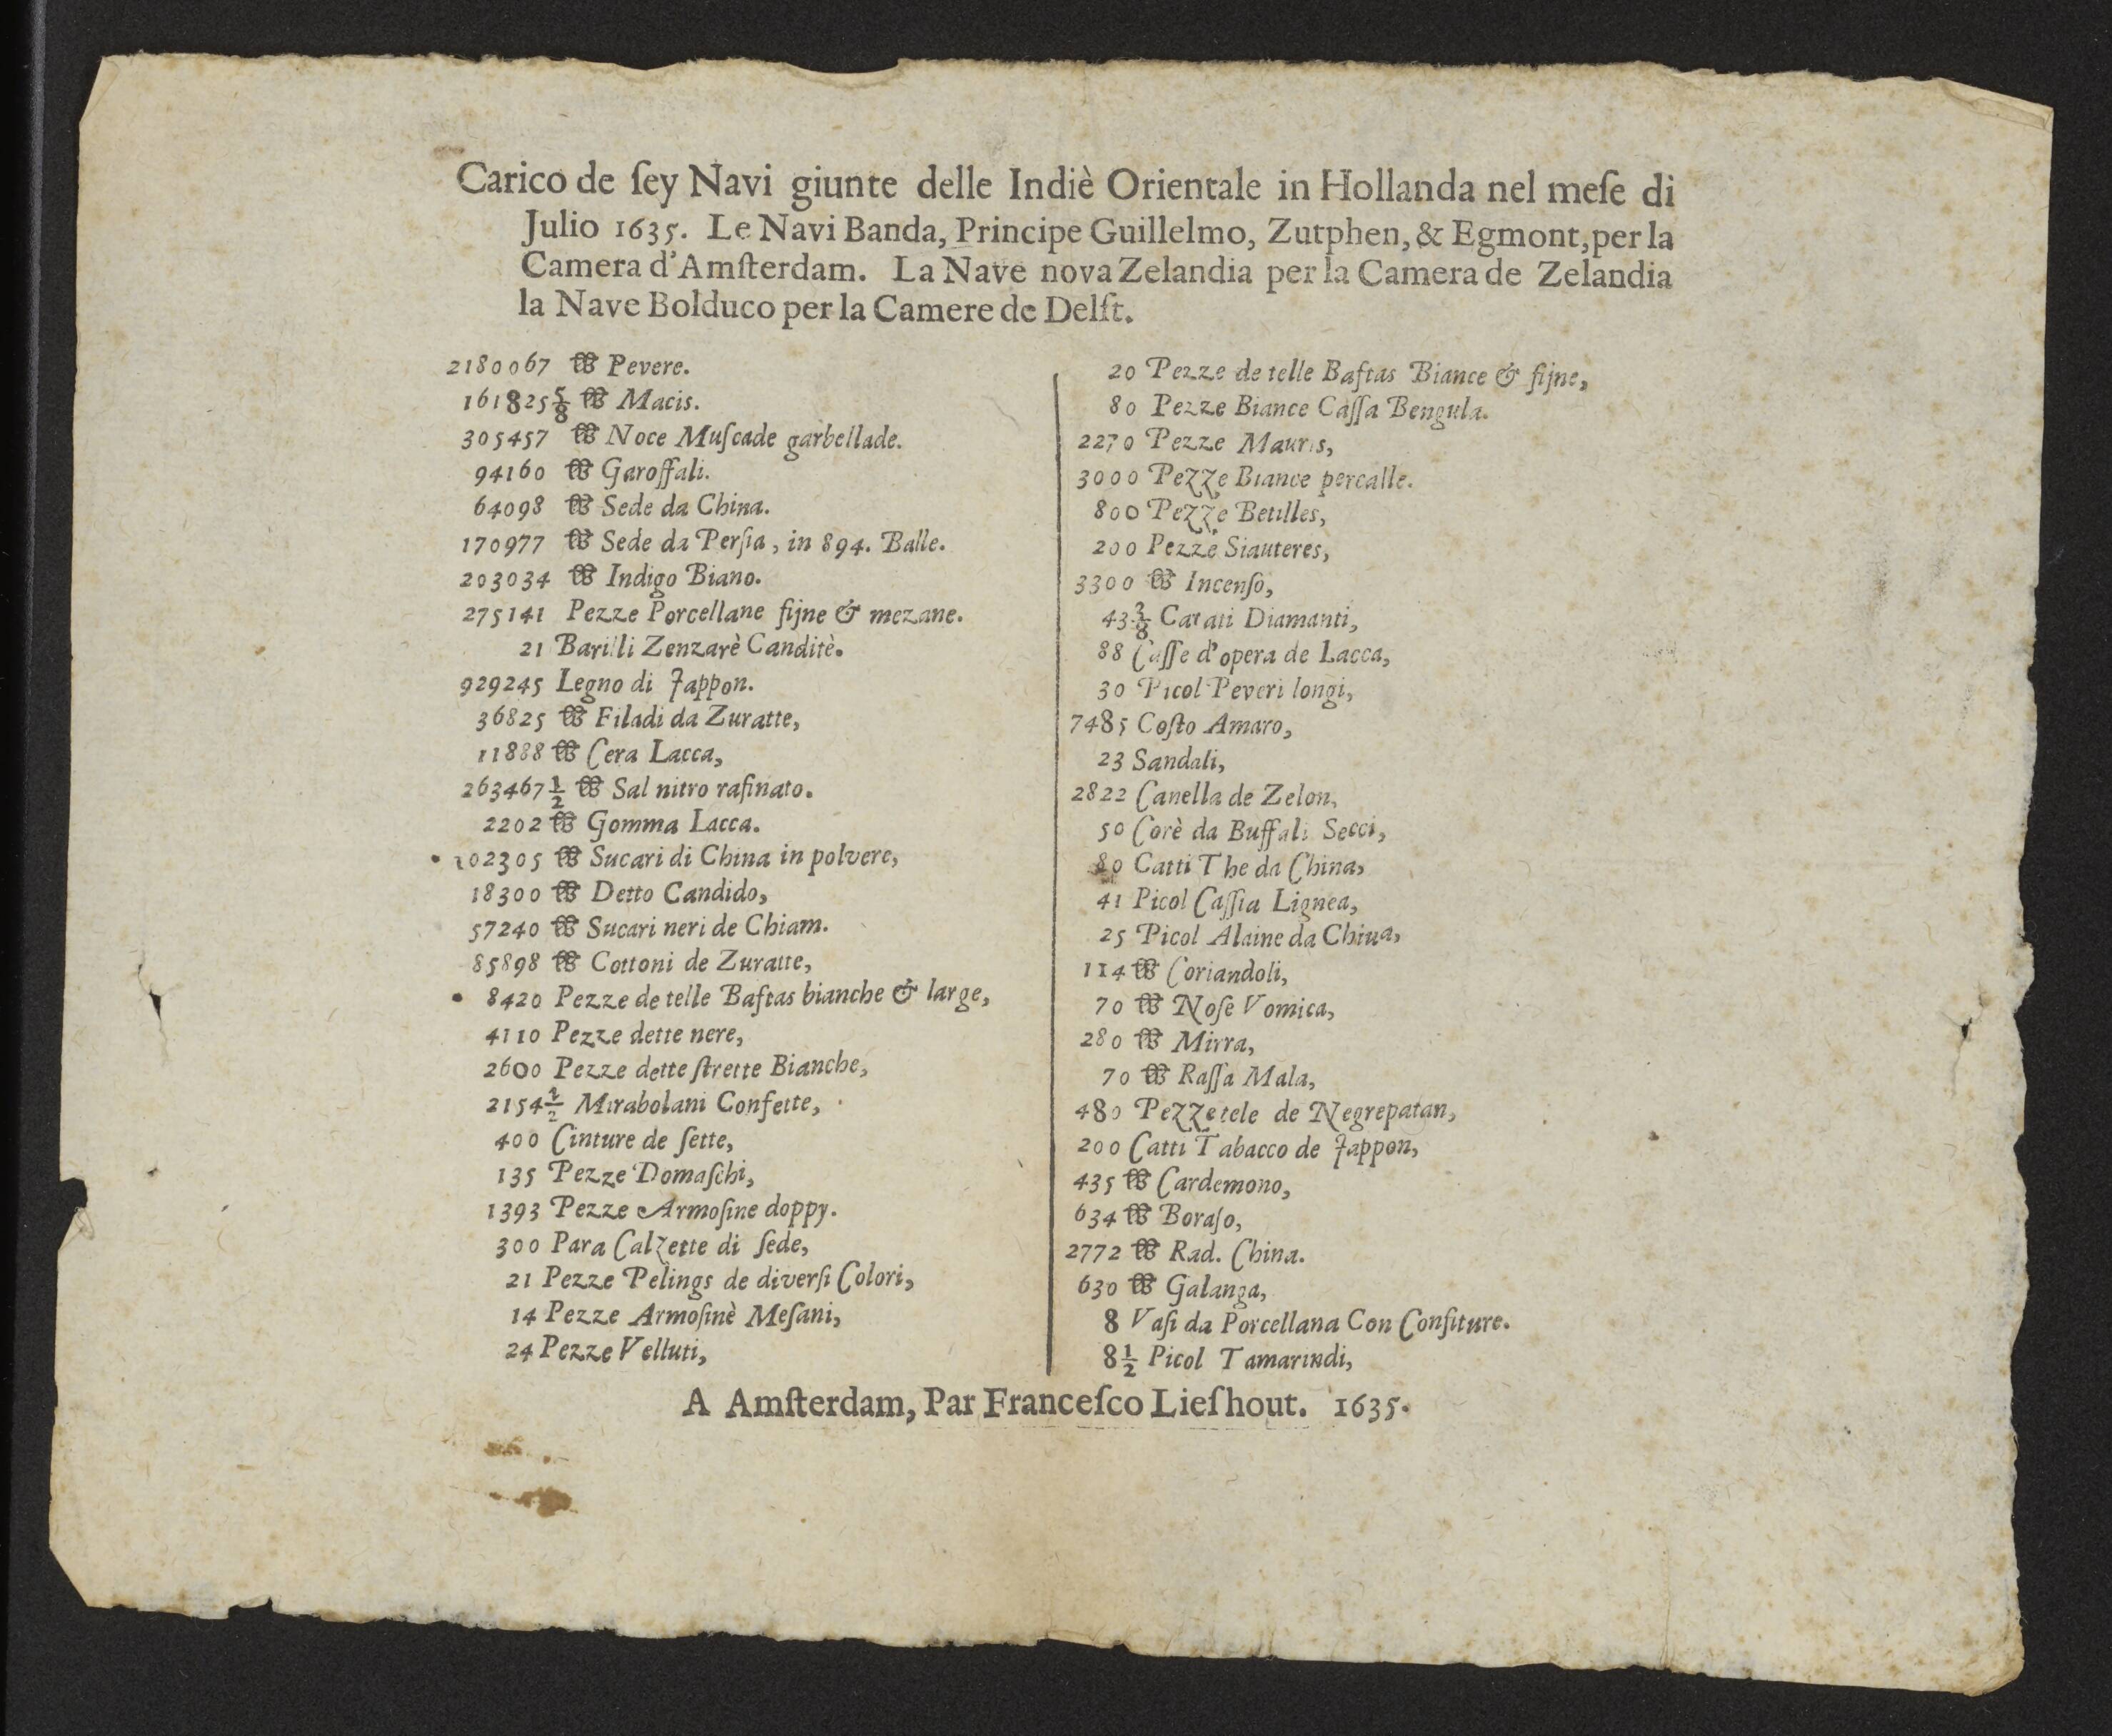 Carico de ſey Navi giunte delle Indiè Orientale in Hollanda nel meſe di
Julio 1635. Le Navi Banda, Principe Guillelmo, Zutphen, & Egmont, per la
Camera d'Amſterdam. La Nave nova Zelandia per la Camera de Zelandia
la Nave Bolduco per la Camere de Delft.
2180067 ℔ Pevere.
161825 5/8 ℔ Macis.
305457 ℔ Noce Muſcade garbellade.
94160 ℔ Garoffali.
64098 ℔ Sede da China.
170977 ℔ Sede da Perſia, in 894. Balle.
203034 ℔ Indigo Biano.
275141 Pezze Porcellane fijne & mezane.
21 Barilli Zenzarè Canditè.
929245 Legno di Jappon.
36825 ℔ Filadi da Zuratte,
11888 ℔ Cera Lacca,
263467 1/2 ℔ Sal nitro rafinato.
2202 ℔ Gomma Lacca.
102305 ℔ Sucari di China in polvere,
18300 ℔ Detto Candido,
57240 ℔ Sucari neri de Chiam.
85898 ℔ Cottoni de Zuratte,
8420 Pezze de telle Baftas bianche & large,
4110 Pezze dette nere,
2600 Pezze dette ſtrette Bianche,
2154 1/2 Mirabolani Confette,
400 Cinture de ſette,
135 Pezze Domaſchi,
1393 Pezze Armoſine doppy.
300 Para Calzette di ſede,
21 Pezze Pelings de diverſi Colori,
14 Pezze Armoſinè Meſani,
24 Pezze Velluti,
20 Pezze de telle Baftas Biance & fijne,
80 Pezze Biance Caſſa Bengula.
2270 Pezze Mauris,
3000 Pezze Biance percalle.
800 Pezze Betilles,
200 Pezze Siauteres,
3300 ℔ Incenſo,
43 3/8 Carati Diamanti,
88 Caſſe d'opera de Lacca,
30 Picol Peveri longi,
7485 Coſto Amaro,
23 Sandali,
2822 Canella de Zelon,
50 Corè da Buffali Secci,
80 Catti The da China,
41 Picol Caſſia Lignea,
25 Picol Alaine da Chiua,
114 ℔ Coriandoli,
70 ℔ Noſe Vomica,
280 ℔ Mirra,
70 ℔ Raſſa Mala,
480 Pezze tele de Negrepatan,
200 Catti Tabacco de Jappon,
435 ℔ Cardemono,
634 ℔ Boraſo,
2772 ℔ Rad. China.
630 ℔ Galanga,
8 Vaſi da Porcellana Con Confiture.
8 1/2 Picol Tamarindi,
A Amſterdam, Par Franceſco Lieſhout. 1635.